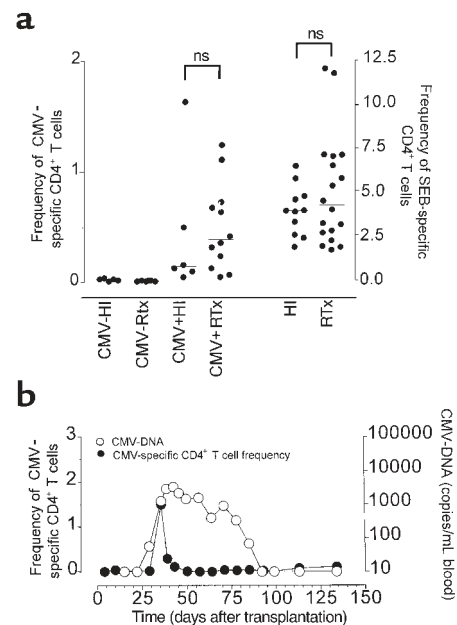 a
ns
ns
2
1
0
Frequency of CMV-
specific CD4+ T cells
12.5
10.0
7.5
5.0
2.5
0.0
Frequency of SEB-specific
CD4+ T cells
CMV-HI
CMV-Rtx
CMV+HI
CMV+RTx
HI
RTx
b
CMV-DNA
CMV-specific CD4+ T cell frequency
3
2
1
0
Frequency of CMV-
specific CD4+ T cells
100000
10000
1000
100
10
CMV-DNA (copies/mL blood)
0 25 50 75 100 125 150
Time (days after transplantation)